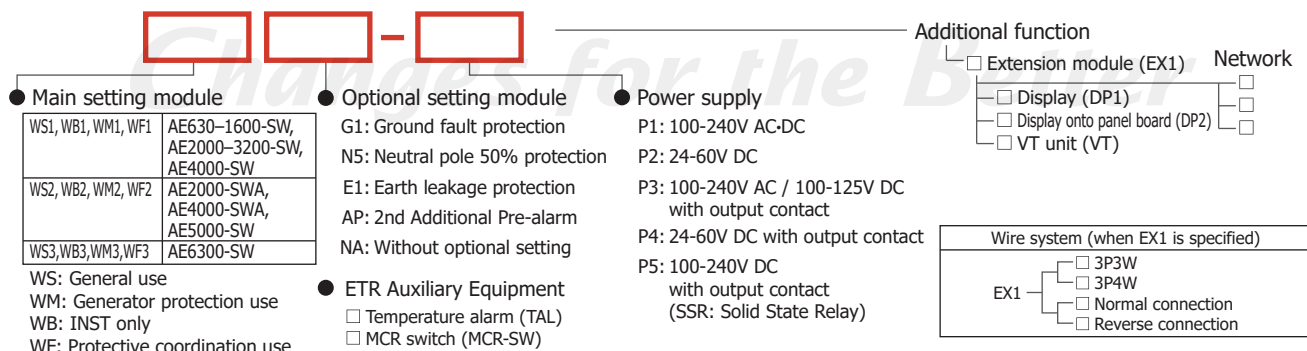 Changes for the Better
Additional function
Extension module (EX1)
Network
Display (DP1)
Display onto panel board (DP2)
VT unit (VT)
Main setting module
WS1, WB1, WM1, WF1
AE630–1600-SW,
AE2000–3200-SW,
AE4000-SW
WS2, WB2, WM2, WF2
AE2000-SWA,
AE4000-SWA,
AE5000-SW
WS3,WB3,WM3,WF3
AE6300-SW
WS: General use
WM: Generator protection use
WB: INST only
WF: Protective coordination use
Optional setting module
G1: Ground fault protection
N5: Neutral pole 50% protection
E1: Earth leakage protection
AP: 2nd Additional Pre-alarm
NA: Without optional setting
ETR Auxiliary Equipment
Temperature alarm (TAL)
MCR switch (MCR-SW)
Power supply
P1: 100-240V AC•DC
P2: 24-60V DC
P3: 100-240V AC / 100-125V DC
with output contact
P4: 24-60V DC with output contact
P5: 100-240V DC
with output contact
(SSR: Solid State Relay)
Wire system (when EX1 is specified)
EX1
3P3W
3P4W
Normal connection
Reverse connection